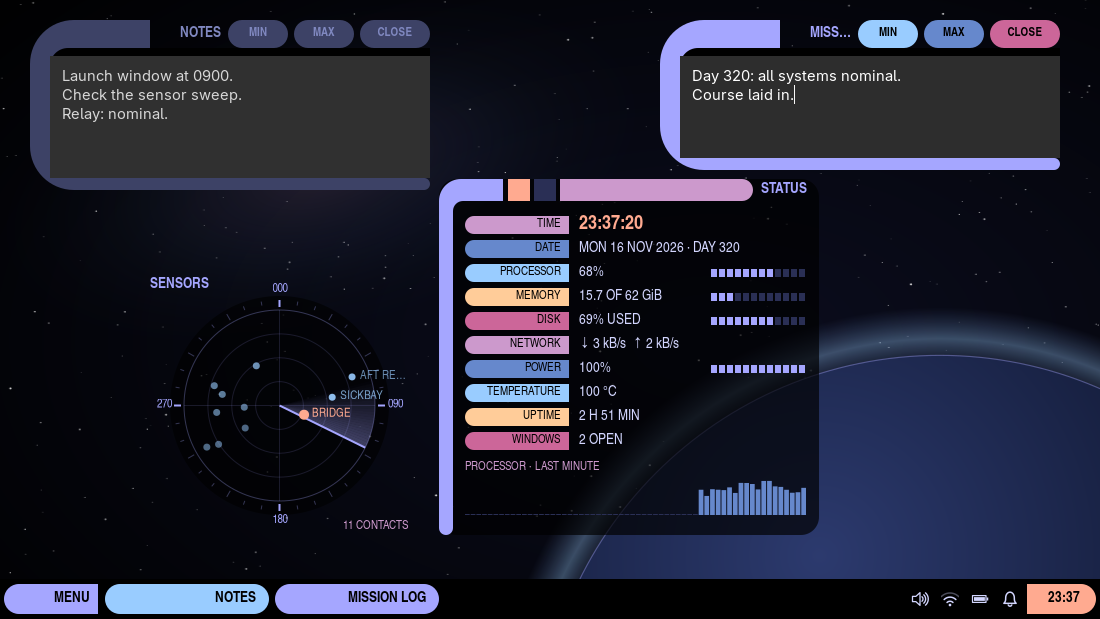 NOTES
MIN
MAX
CLOSE
Launch window at 0900.
Check the sensor sweep.
Relay: nominal.
MISS...
MIN
MAX
CLOSE
Day 320: all systems nominal.
Course laid in.
STATUS
TIME 23:37:20
DATE MON 16 NOV 2026 · DAY 320
PROCESSOR 68%
MEMORY 15.7 OF 62 GiB
DISK 69% USED
NETWORK ↓ 3 kB/s ↑ 2 kB/s
POWER 100%
TEMPERATURE 100 °C
UPTIME 2 H 51 MIN
WINDOWS 2 OPEN
PROCESSOR · LAST MINUTE
SENSORS
000
AFT RE...
SICKBAY
270
090
BRIDGE
180
11 CONTACTS
MENU
NOTES
MISSION LOG
23:37